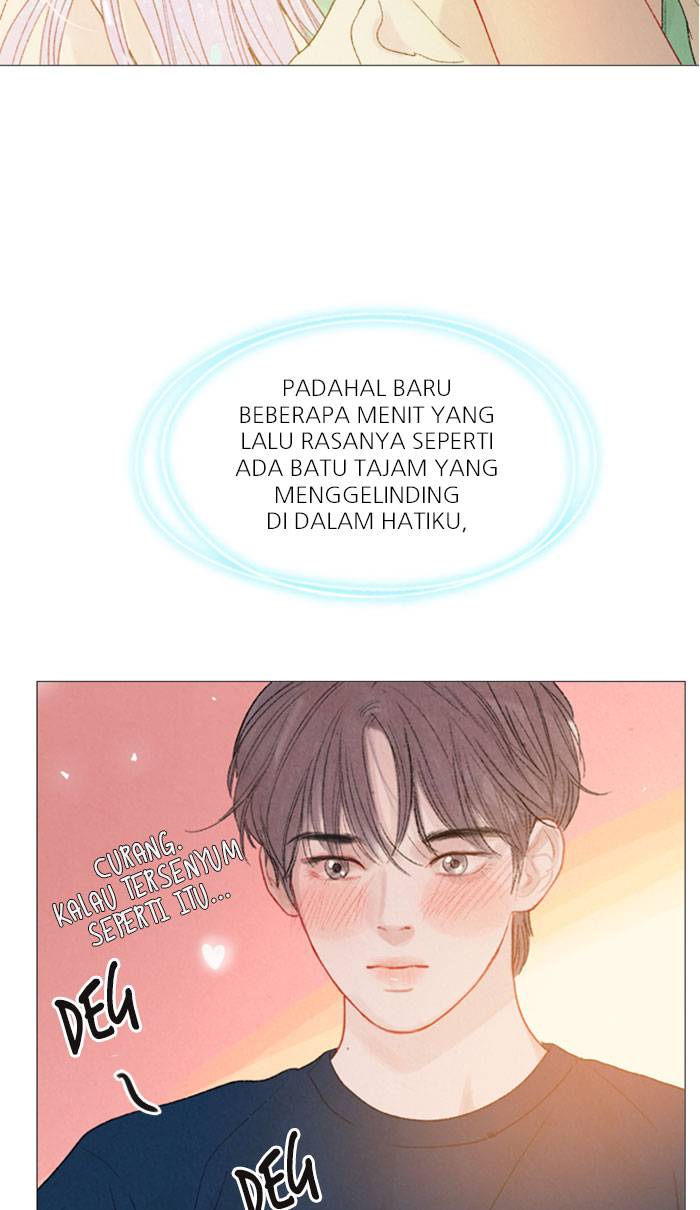 PADAHAL BARU
BEBERAPA MENIT YANG
LALU RASANYA SEPERTI
ADA BATU TAJAM YANG
MENGGELINDING
DI DALAM HATIKU,
CURANG.
KALAU TERSENYUM
SEPERTI ITU...
DEG
DEG